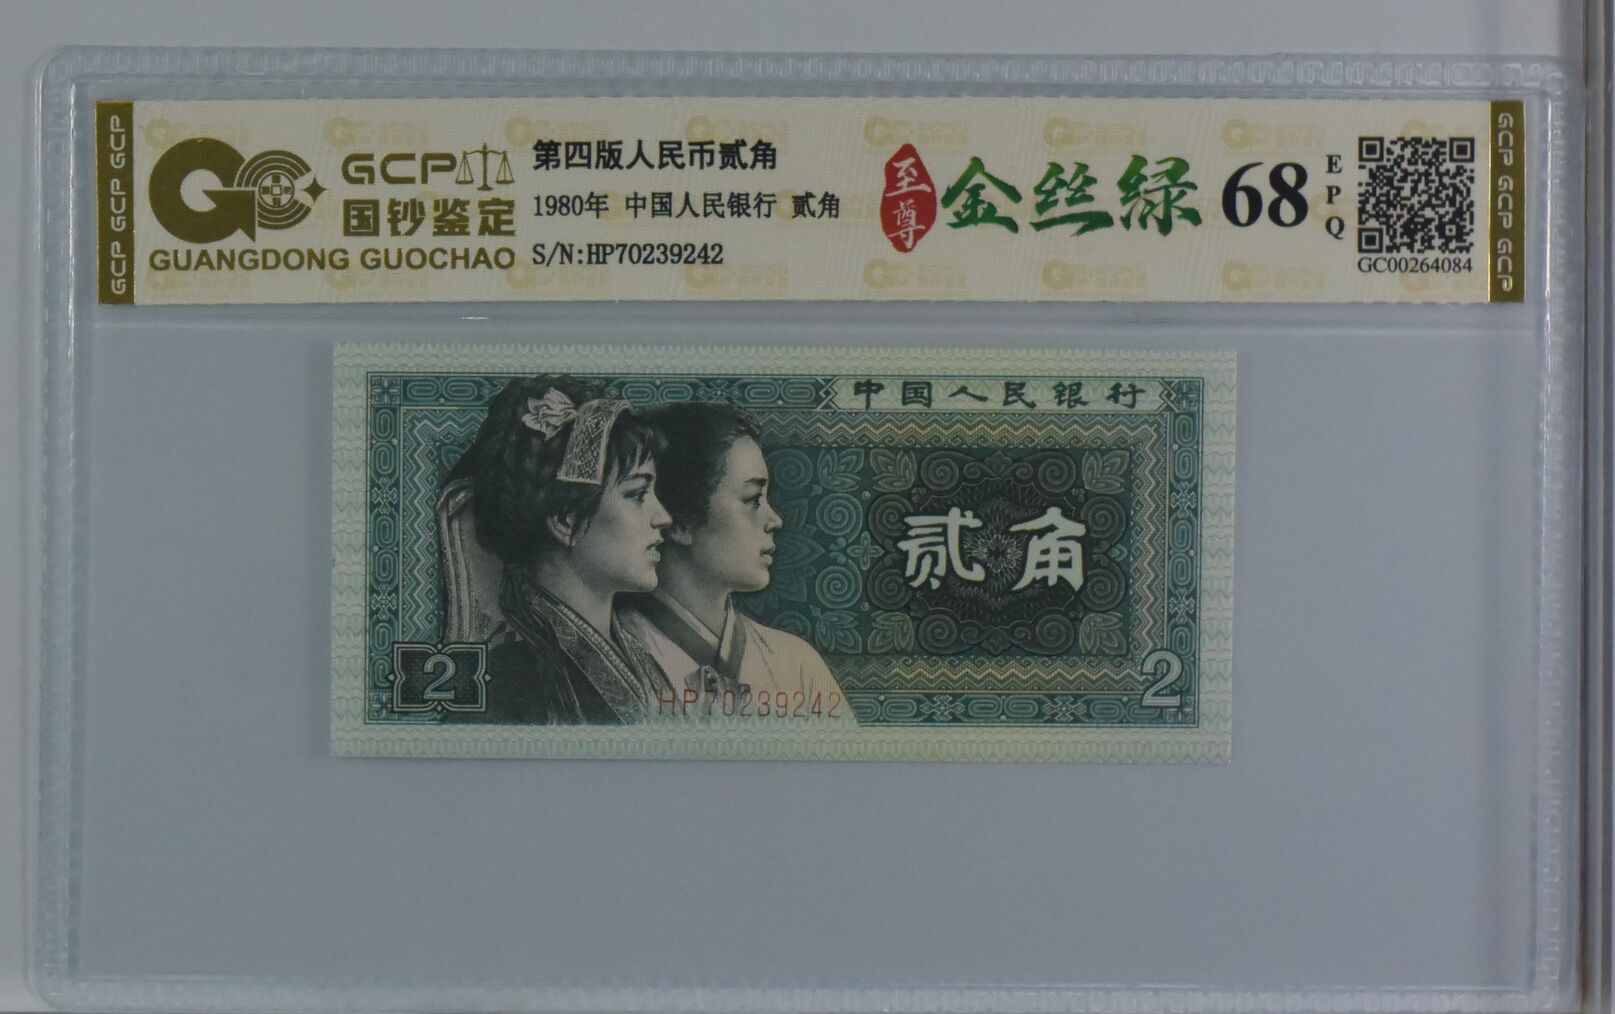 GCP GCP GCP
GCP
国钞鉴定
GUANGDONG GUOCHAO
第四版人民币贰角
1980年 中国人民银行 贰角
S/N:HP70239242
至尊
金丝绿
68
EPQ
GC00264084
GCP GCP GCP
中国人民银行
贰角
2
2
HP70239242